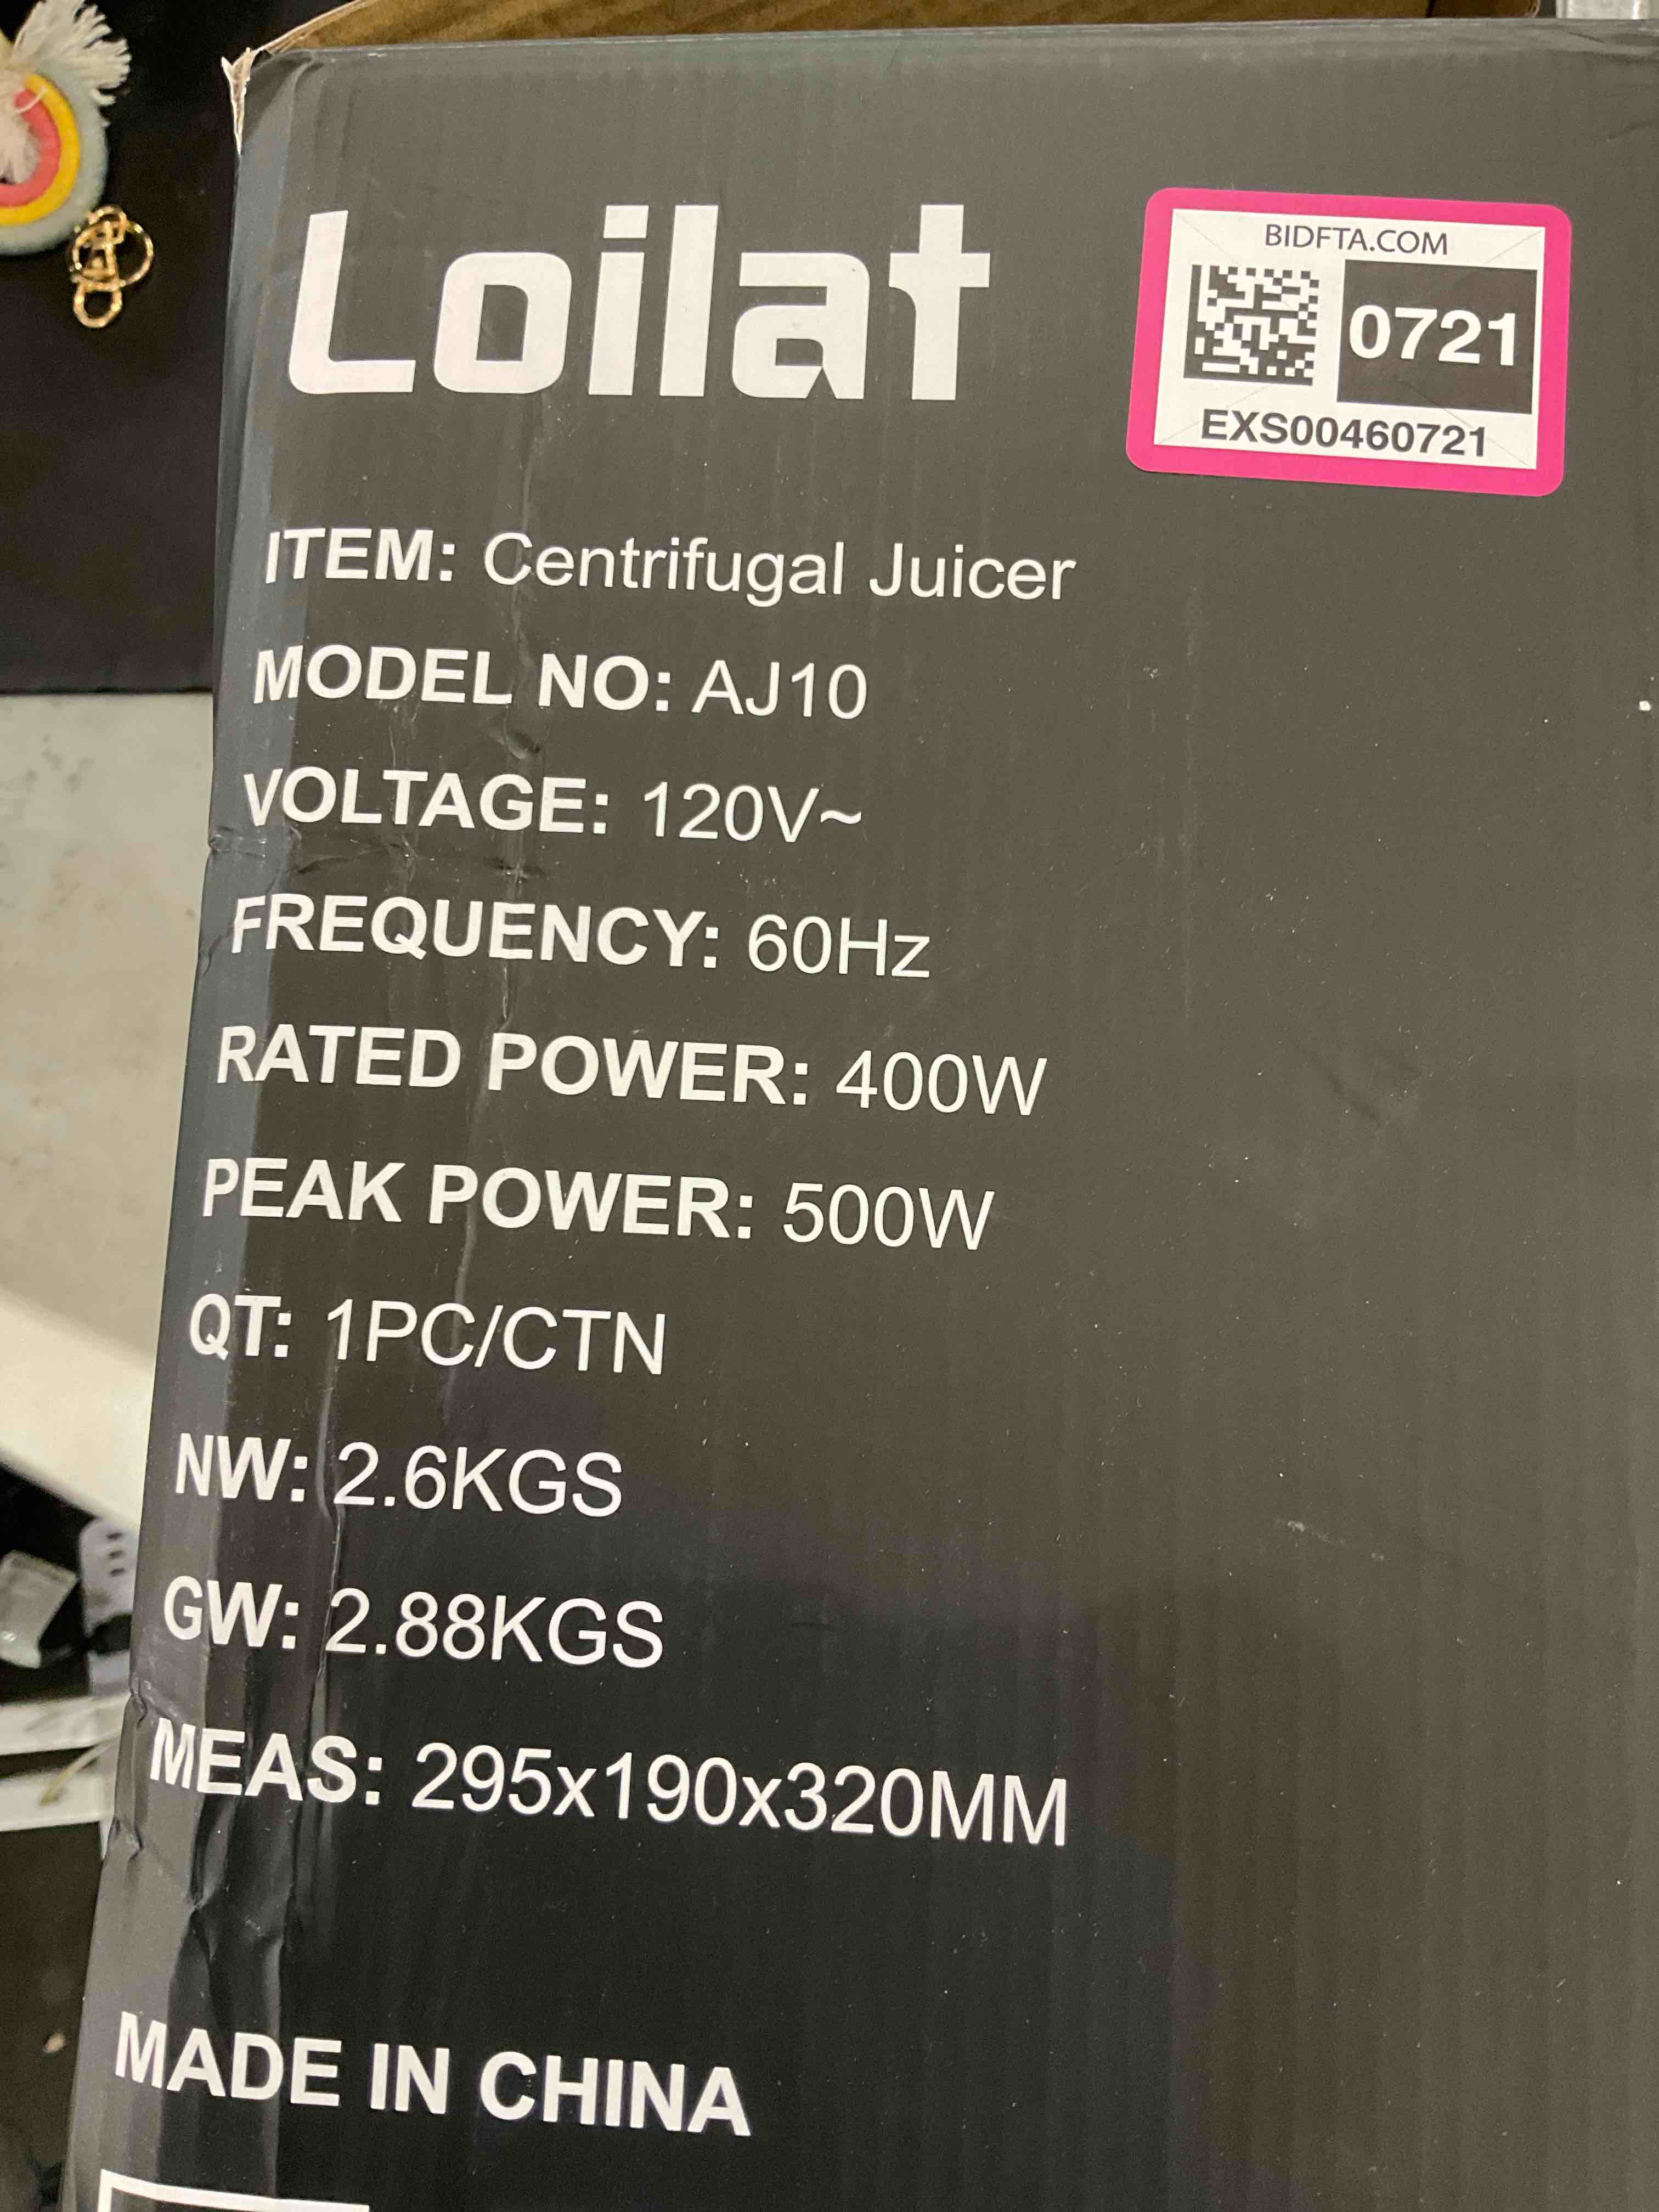 Loilat
BIDFTA.COM
0721
EXS00460721
ITEM: Centrifugal Juicer
MODEL NO: AJ10
VOLTAGE: 120V~
FREQUENCY: 60Hz
RATED POWER: 400W
PEAK POWER: 500W
QT: 1PC/CTN
NW: 2.6KGS
GW: 2.88KGS
MEAS: 295x190x320MM
MADE IN CHINA